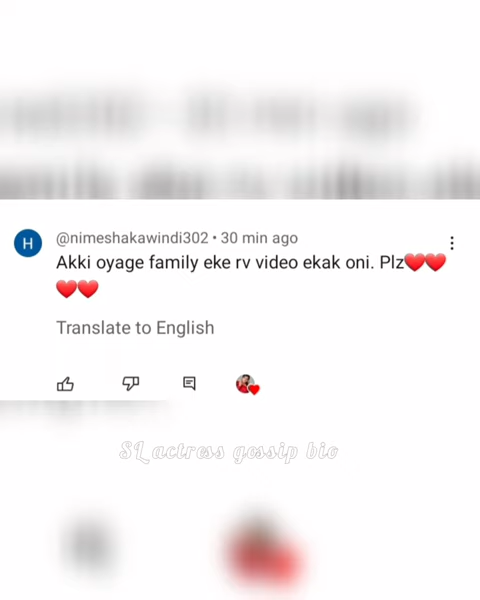 H
@nimeshakawindi302 • 30 min ago
Akki oyage family eke rv video ekak oni. Plz❤️❤️
❤️❤️
Translate to English
SL actress gossip bio